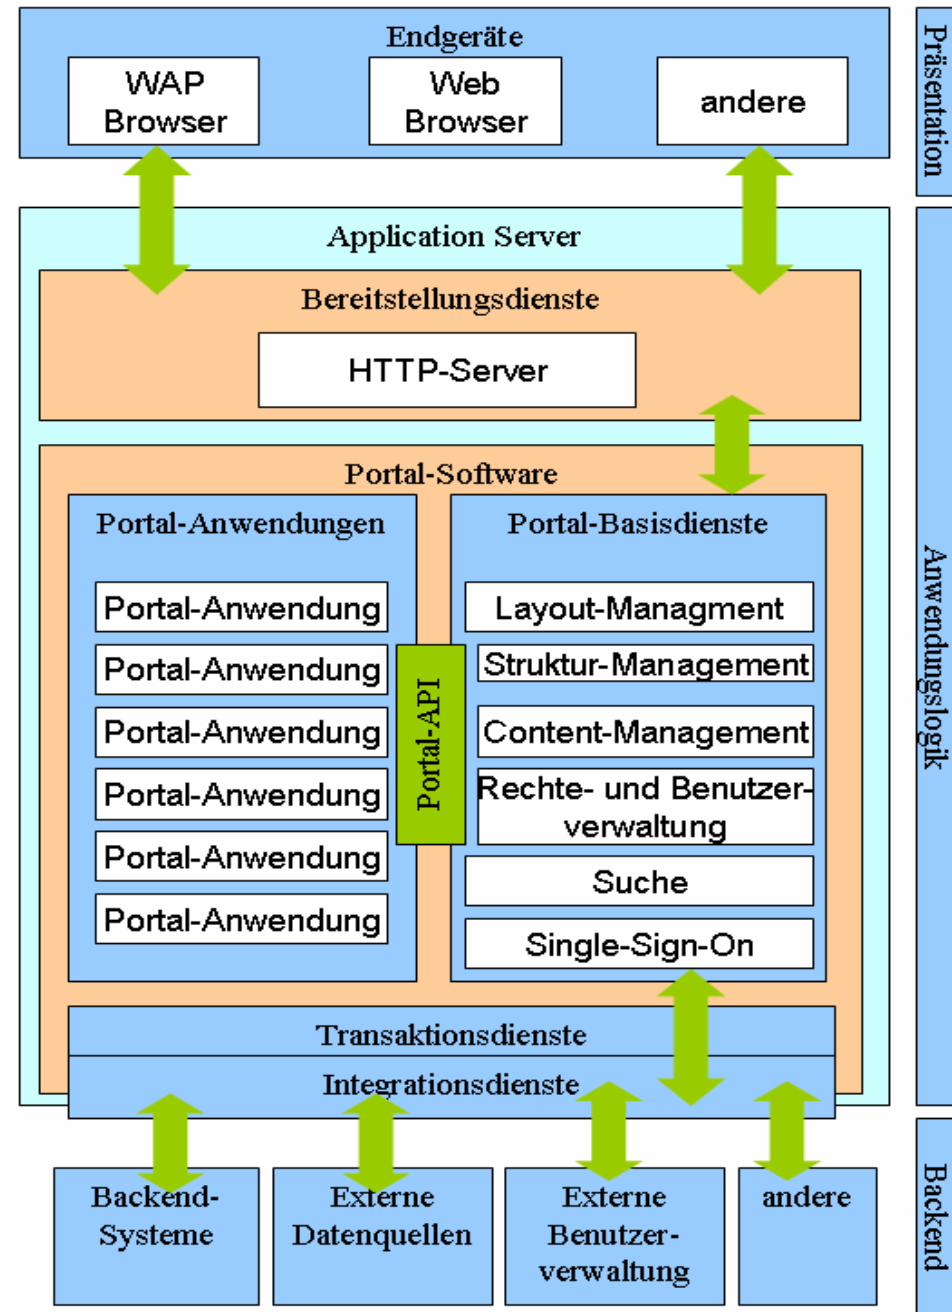 Endgeräte
WAP
Browser
Web
Browser
andere
Präsentation
Application Server
Bereitstellungsdienste
HTTP-Server
Portal-Software
Portal-Anwendungen
Portal-Anwendung
Portal-Anwendung
Portal-Anwendung
Portal-Anwendung
Portal-Anwendung
Portal-Anwendung
Portal-API
Portal-Basisdienste
Layout-Managment
Struktur-Management
Content-Management
Rechte- und Benutzer-
verwaltung
Suche
Single-Sign-On
Transaktionsdienste
Integrationsdienste
Anwendungslogik
Backend-
Systeme
Externe
Datenquellen
Externe
Benutzer-
verwaltung
andere
Backend